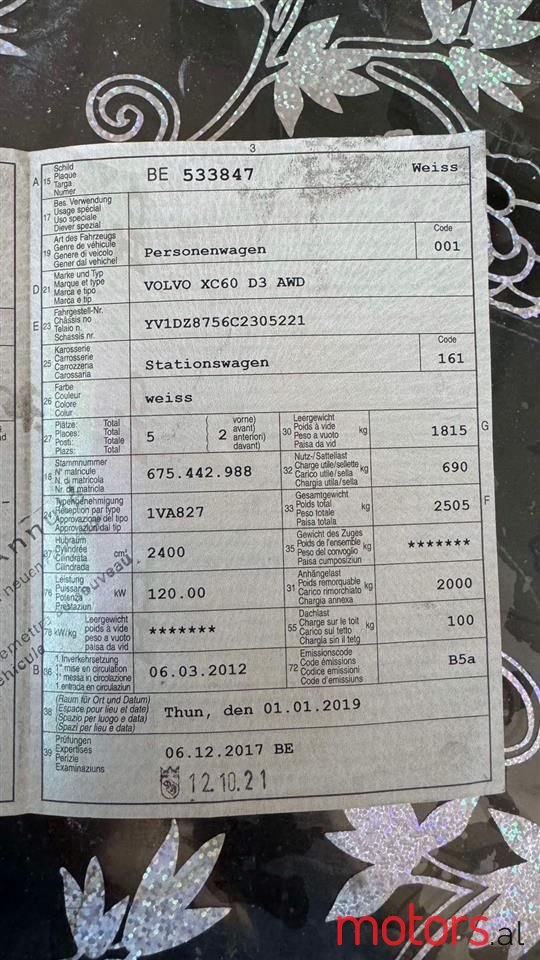 3
A 15 Schild Plaque Targa Numer BE 533847 Weiss
17 Bes. Verwendung Usage spécial Uso speciale Diever spezial
19 Art des Fahrzeugs Genre de véhicule Genere di veicolo Gener dal vehichel Personenwagen Code 001
D 21 Marke und Typ Marque et type Marca e tipo Marca e tip VOLVO XC60 D3 AWD
E 23 Fahrgestell-Nr. Châssis no Telaio n. Schassis nr. YV1DZ8756C2305221
25 Karosserie Carrosserie Carrozzeria Carossaria Stationswagen Code 161
26 Farbe Couleur Colore Colur weiss
27 Plätze: Total Places: Total Posti: Totale Plazs: Total 5 ( 2 vorne) avant) anteriori) davant)
30 Leergewicht Poids à vide Peso a vuoto Paisa da vid kg 1815 G
18 Stammnummer N° matricule N. di matricola Nr. da matricla 675.442.988
32 Nutz-/Sattellast Charge utile/sellette Carico utile/sella Chargia utila/sella kg 690
24 Typengenehmigung Réception par type Approvazione del tipo Approvaziun dal tip 1VA827
33 Gesamtgewicht Poids total Peso totale Paisa totala kg 2505 F
37 Hubraum Cylindrée Cilindrata Cilindrada cm³ 2400
35 Gewicht des Zuges Poids de l'ensemble Peso del convoglio Paisa cumposiziun kg *******
76 Leistung Puissance Potenza Prestaziun kW 120.00
31 Anhängelast Poids remorquable Carico rimorchiato Chargia annexa kg 2000
78 kW/kg Leergewicht poids à vide peso a vuoto paisa da vid *******
55 Dachlast Charge sur le toit Carico sul tetto Chargia sin il tetg kg 100
B 36 1. Inverkehrsetzung 1re mise en circulation 1a messa in circolazione 1. entrada en circulaziun 06.03.2012
72 Emissionscode Code émissions Codice emissioni Code d'emissiuns B5a
38 (Raum für Ort und Datum) (Espace pour lieu et date) (Spazio per luogo e data) (Spazi per lieu e data) Thun, den 01.01.2019
39 Prüfungen Expertises Perizie Examinaziuns 06.12.2017 BE
12.10.21
motors.al